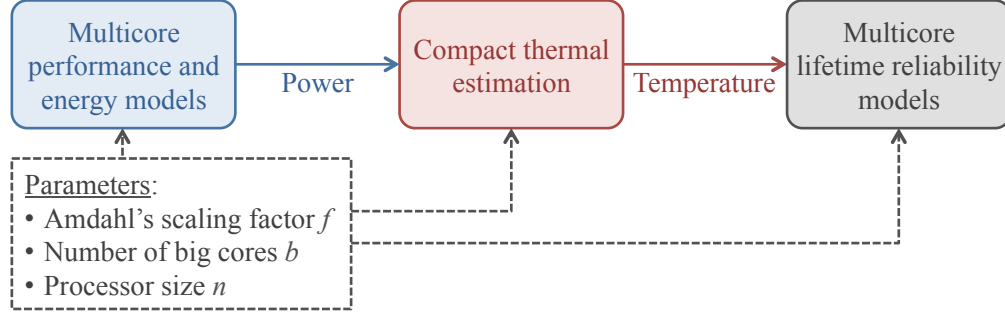 Multicore
performance and
energy models
Power
Compact thermal
estimation
Temperature
Multicore
lifetime reliability
models
Parameters:
• Amdahl's scaling factor f
• Number of big cores b
• Processor size n